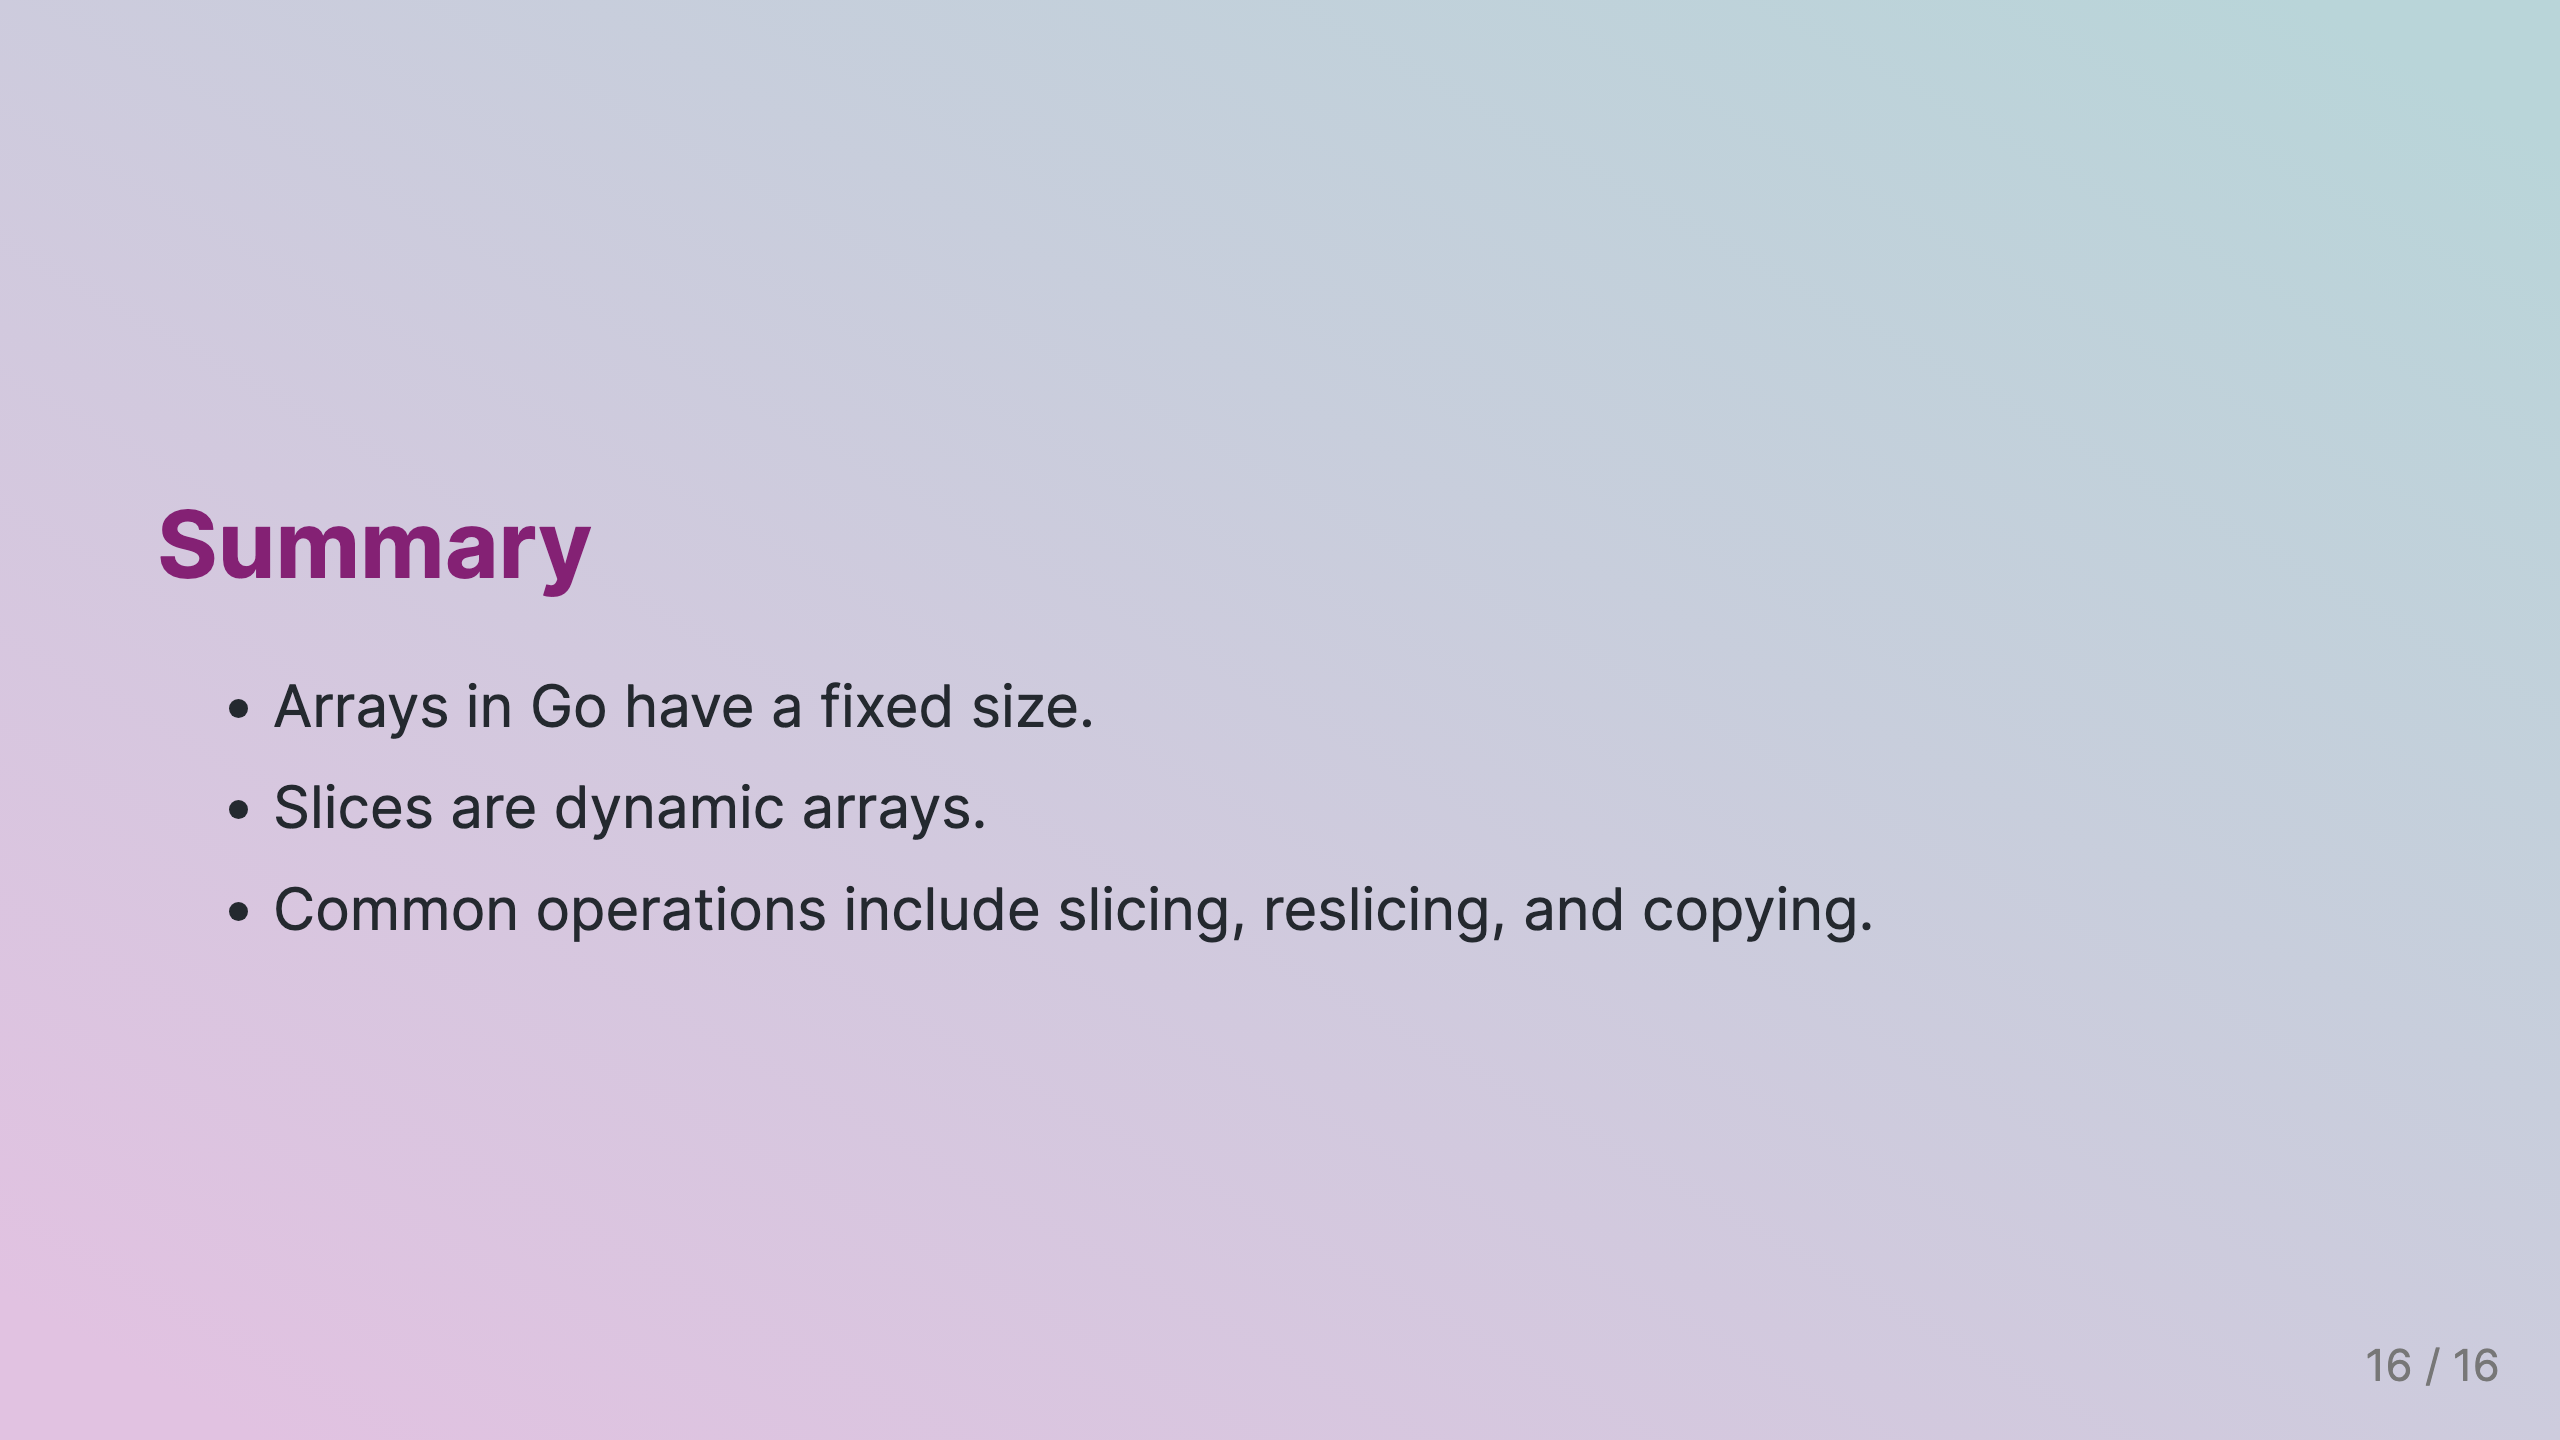 Summary
• Arrays in Go have a fixed size.
• Slices are dynamic arrays.
• Common operations include slicing, reslicing, and copying.
16 / 16